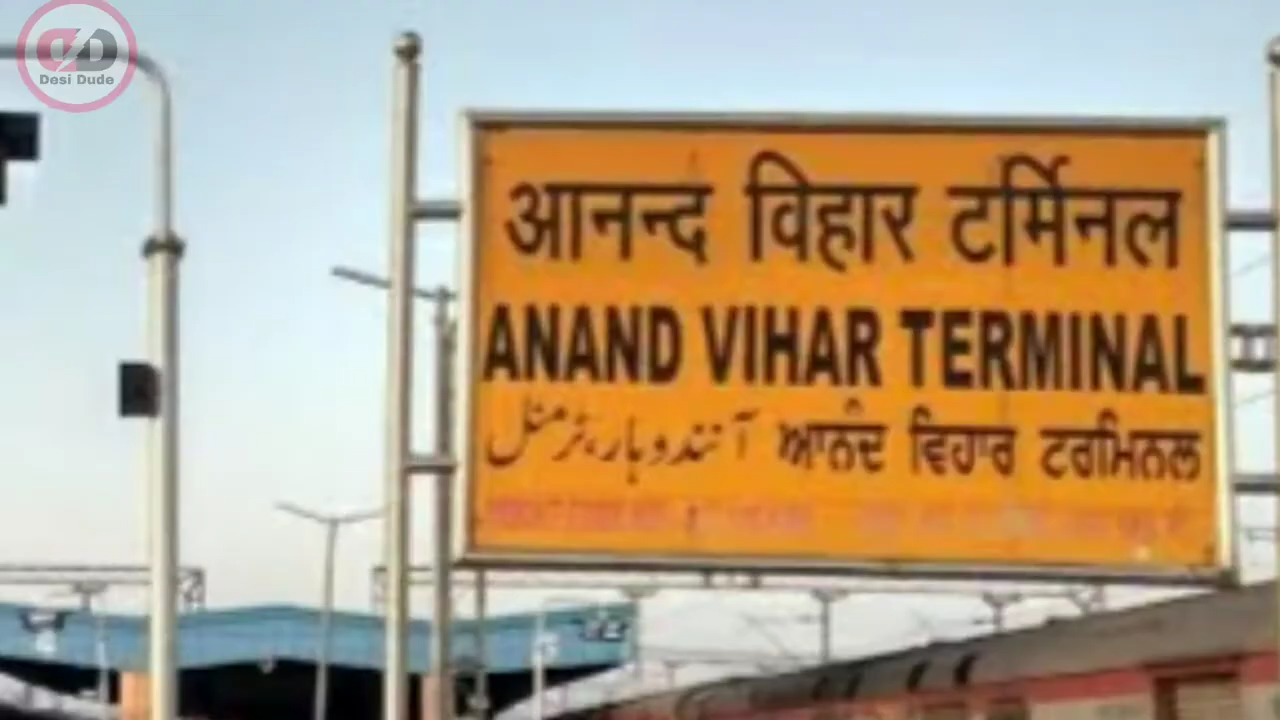 Desi Dude
आनन्द विहार टर्मिनल
ANAND VIHAR TERMINAL
آنند وہار، ٹرمنل ਆਨੰਦ ਵਿਹਾਰ ਟਰਮਿਨਲ